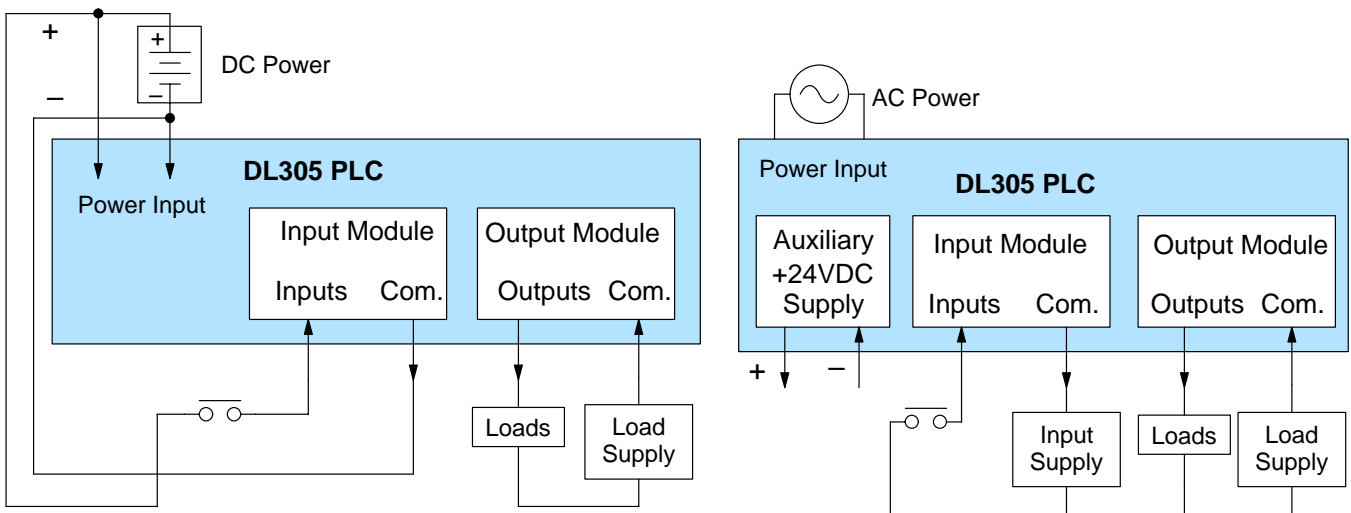 +
–
+
–
DC Power
DL305 PLC
Power Input
Input Module
Inputs Com.
Output Module
Outputs Com.
Loads
Load
Supply
AC Power
Power Input
DL305 PLC
Auxiliary
+24VDC
Supply
+ –
Input Module
Inputs Com.
Output Module
Outputs Com.
Input
Supply
Loads
Load
Supply